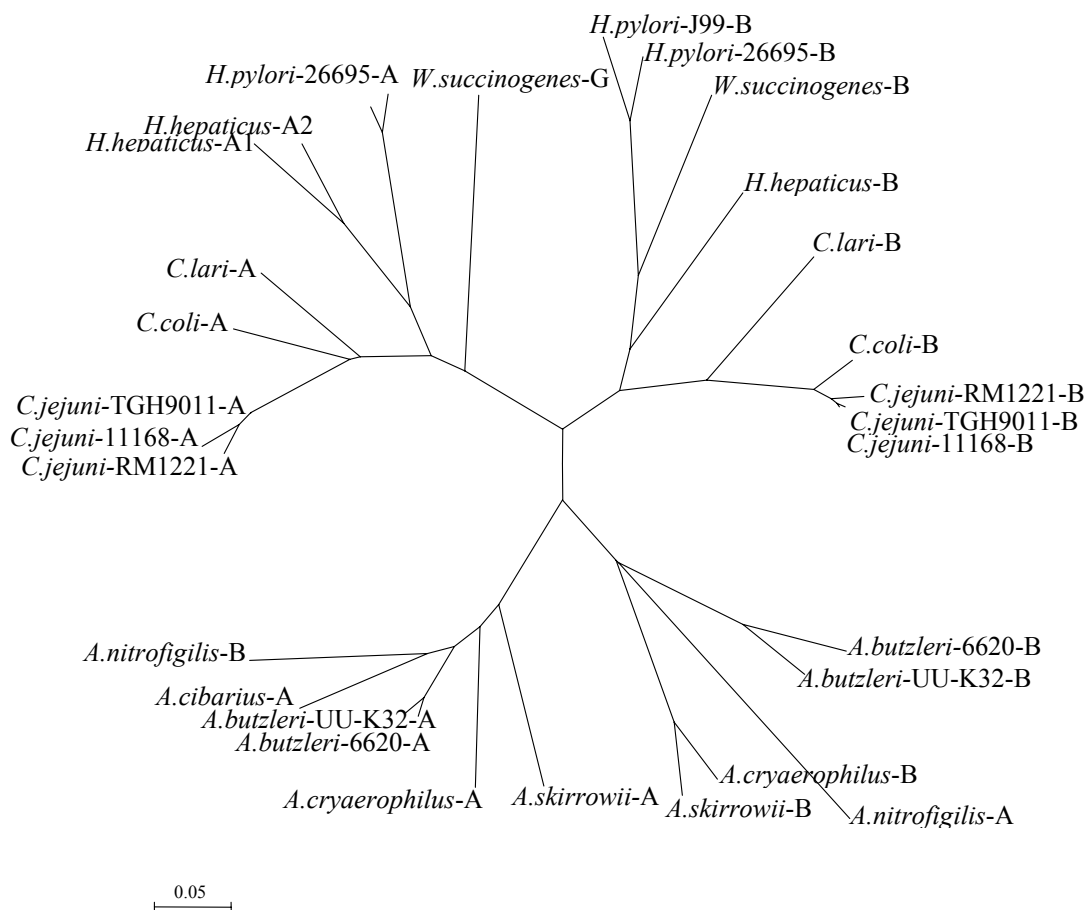 H.pylori-J99-B
H.pylori-26695-B
H.pylori-26695-A
W.succinogenes-G
W.succinogenes-B
H.hepaticus-A2
H.hepaticus-A1
H.hepaticus-B
C.lari-B
C.lari-A
C.coli-A
C.coli-B
C.jejuni-RM1221-B
C.jejuni-TGH9011-A
C.jejuni-TGH9011-B
C.jejuni-11168-A
C.jejuni-11168-B
C.jejuni-RM1221-A
A.nitrofigilis-B
A.butzleri-6620-B
A.butzleri-UU-K32-B
A.cibarius-A
A.butzleri-UU-K32-A
A.butzleri-6620-A
A.cryaerophilus-B
A.cryaerophilus-A
A.skirrowii-A
A.skirrowii-B
A.nitrofigilis-A
0.05